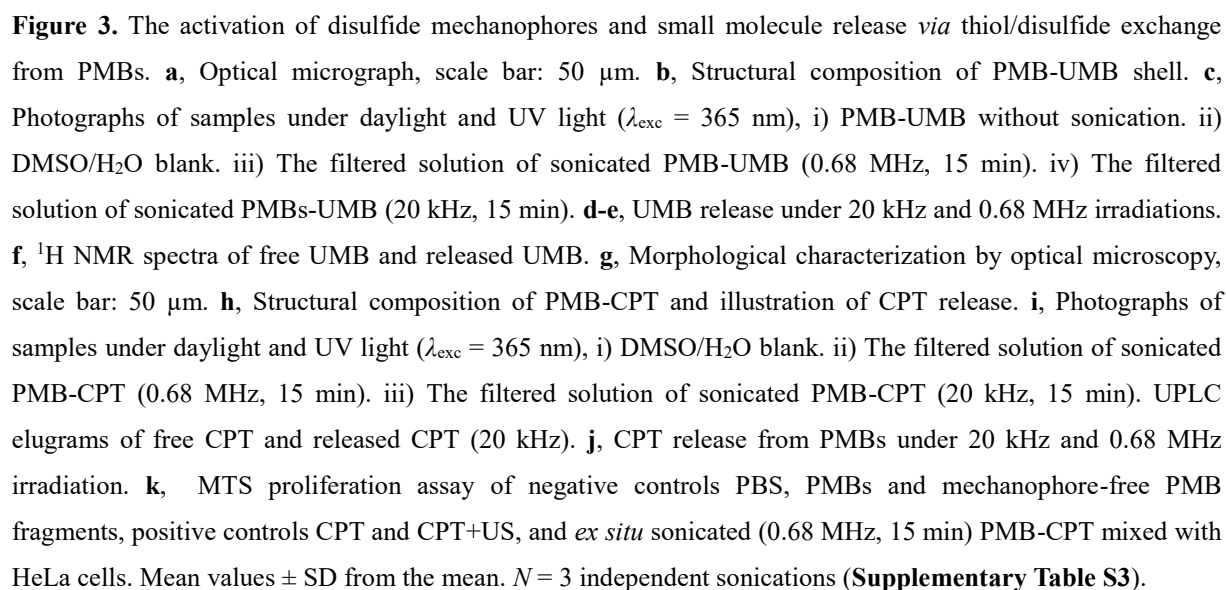 Figure 3. The activation of disulfide mechanophores and small molecule release via thiol/disulfide exchange
from PMBs. a, Optical micrograph, scale bar: 50 μm. b, Structural composition of PMB-UMB shell. c,
Photographs of samples under daylight and UV light (λexc = 365 nm), i) PMB-UMB without sonication. ii)
DMSO/H2O blank. iii) The filtered solution of sonicated PMB-UMB (0.68 MHz, 15 min). iv) The filtered
solution of sonicated PMBs-UMB (20 kHz, 15 min). d-e, UMB release under 20 kHz and 0.68 MHz irradiations.
f, 1H NMR spectra of free UMB and released UMB. g, Morphological characterization by optical microscopy,
scale bar: 50 μm. h, Structural composition of PMB-CPT and illustration of CPT release. i, Photographs of
samples under daylight and UV light (λexc = 365 nm), i) DMSO/H2O blank. ii) The filtered solution of sonicated
PMB-CPT (0.68 MHz, 15 min). iii) The filtered solution of sonicated PMB-CPT (20 kHz, 15 min). UPLC
elugrams of free CPT and released CPT (20 kHz). j, CPT release from PMBs under 20 kHz and 0.68 MHz
irradiation. k, MTS proliferation assay of negative controls PBS, PMBs and mechanophore-free PMB
fragments, positive controls CPT and CPT+US, and ex situ sonicated (0.68 MHz, 15 min) PMB-CPT mixed with
HeLa cells. Mean values ± SD from the mean. N = 3 independent sonications (Supplementary Table S3).